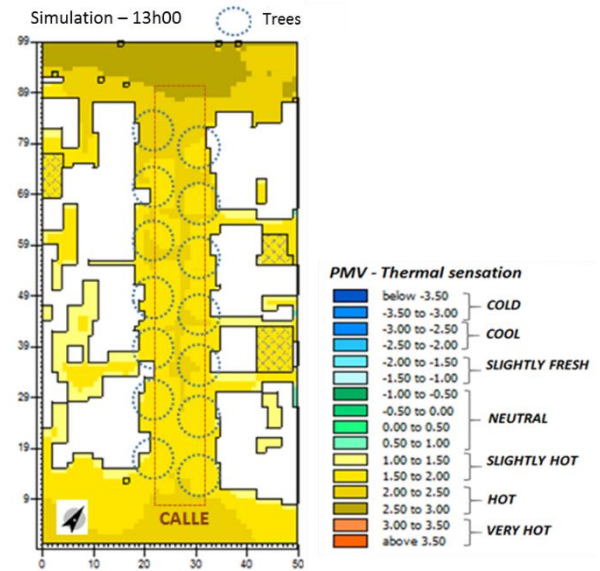 Simulation – 13h00
Trees
99
89
79
69
59
49
39
29
19
9
0
10
20
30
40
50
CALLE
PMV - Thermal sensation
below -3.50
-3.50 to -3.00
COLD
-3.00 to -2.50
-2.50 to -2.00
COOL
-2.00 to -1.50
-1.50 to -1.00
SLIGHTLY FRESH
-1.00 to -0.50
-0.50 to 0.00
0.00 to 0.50
0.50 to 1.00
NEUTRAL
1.00 to 1.50
1.50 to 2.00
SLIGHTLY HOT
2.00 to 2.50
2.50 to 3.00
HOT
3.00 to 3.50
above 3.50
VERY HOT